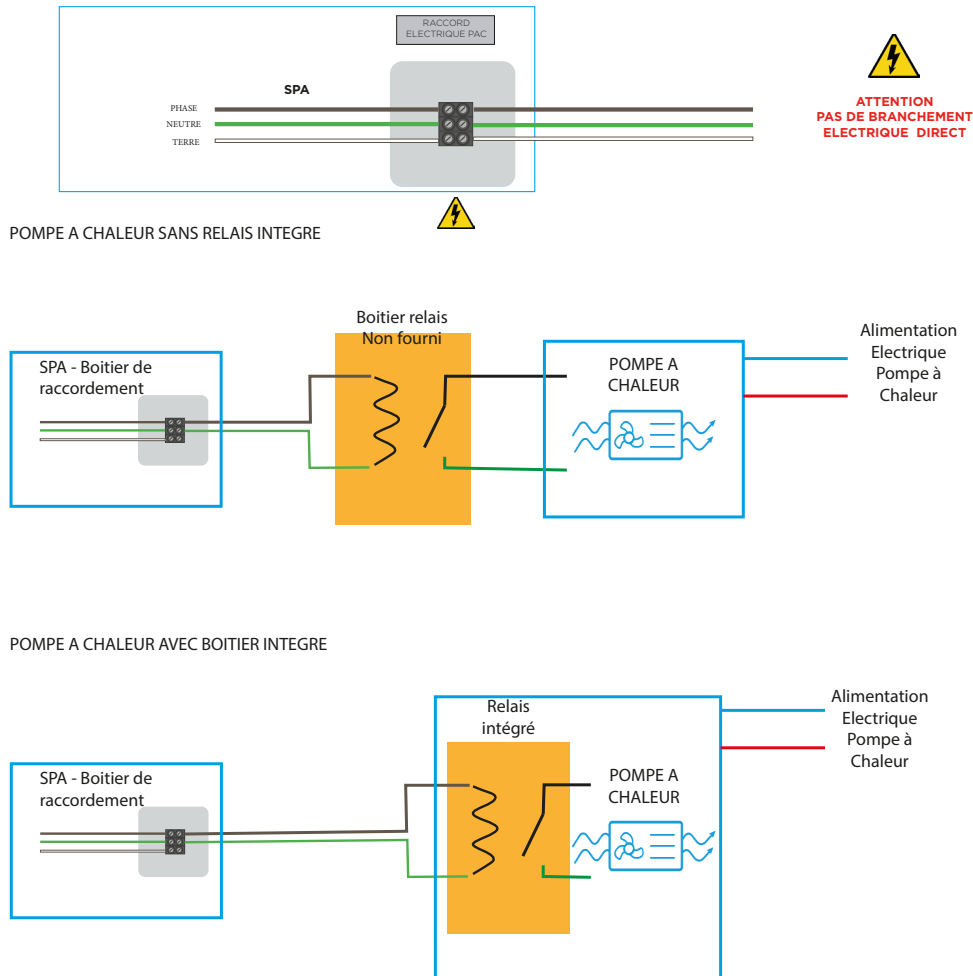 RACCORD
ELECTRIQUE PAC
SPA
PHASE
NEUTRE
TERRE
ATTENTION
PAS DE BRANCHEMENT
ELECTRIQUE DIRECT
POMPE A CHALEUR SANS RELAIS INTEGRE
Boitier relais
Non fourni
SPA - Boitier de
raccordement
POMPE A
CHALEUR
Alimentation
Electrique
Pompe à
Chaleur
POMPE A CHALEUR AVEC BOITIER INTEGRE
Relais
intégré
SPA - Boitier de
raccordement
POMPE A
CHALEUR
Alimentation
Electrique
Pompe à
Chaleur